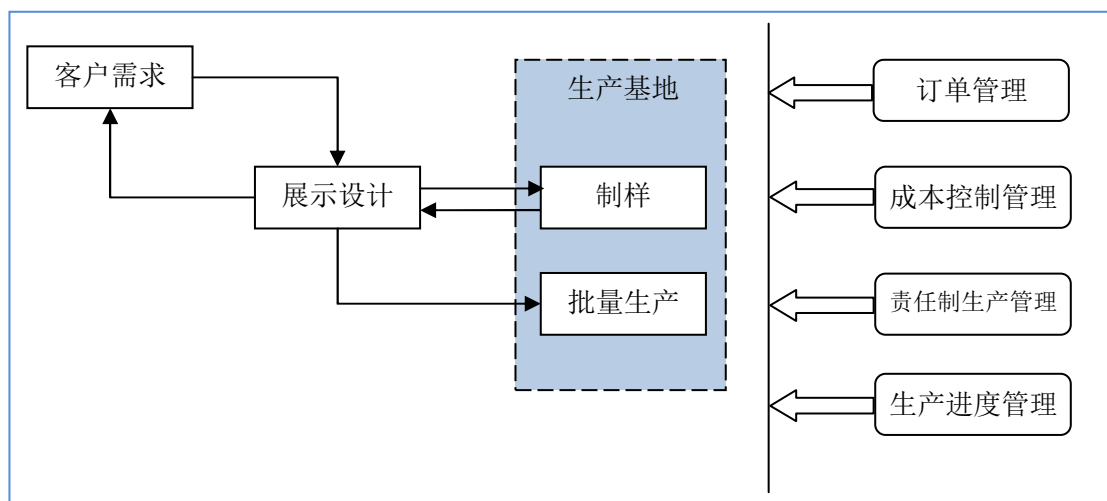 客户需求
生产基地
订单管理
展示设计
制样
成本控制管理
批量生产
责任制生产管理
生产进度管理